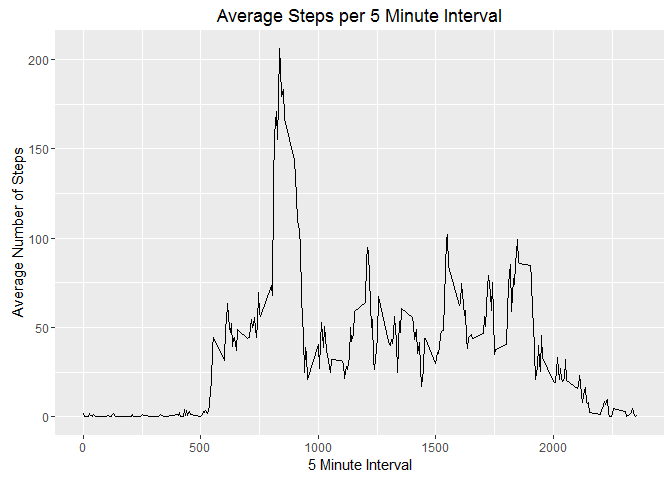 Average Steps per 5 Minute Interval
Average Number of Steps
200
150
100
50
0
0 500 1000 1500 2000
5 Minute Interval